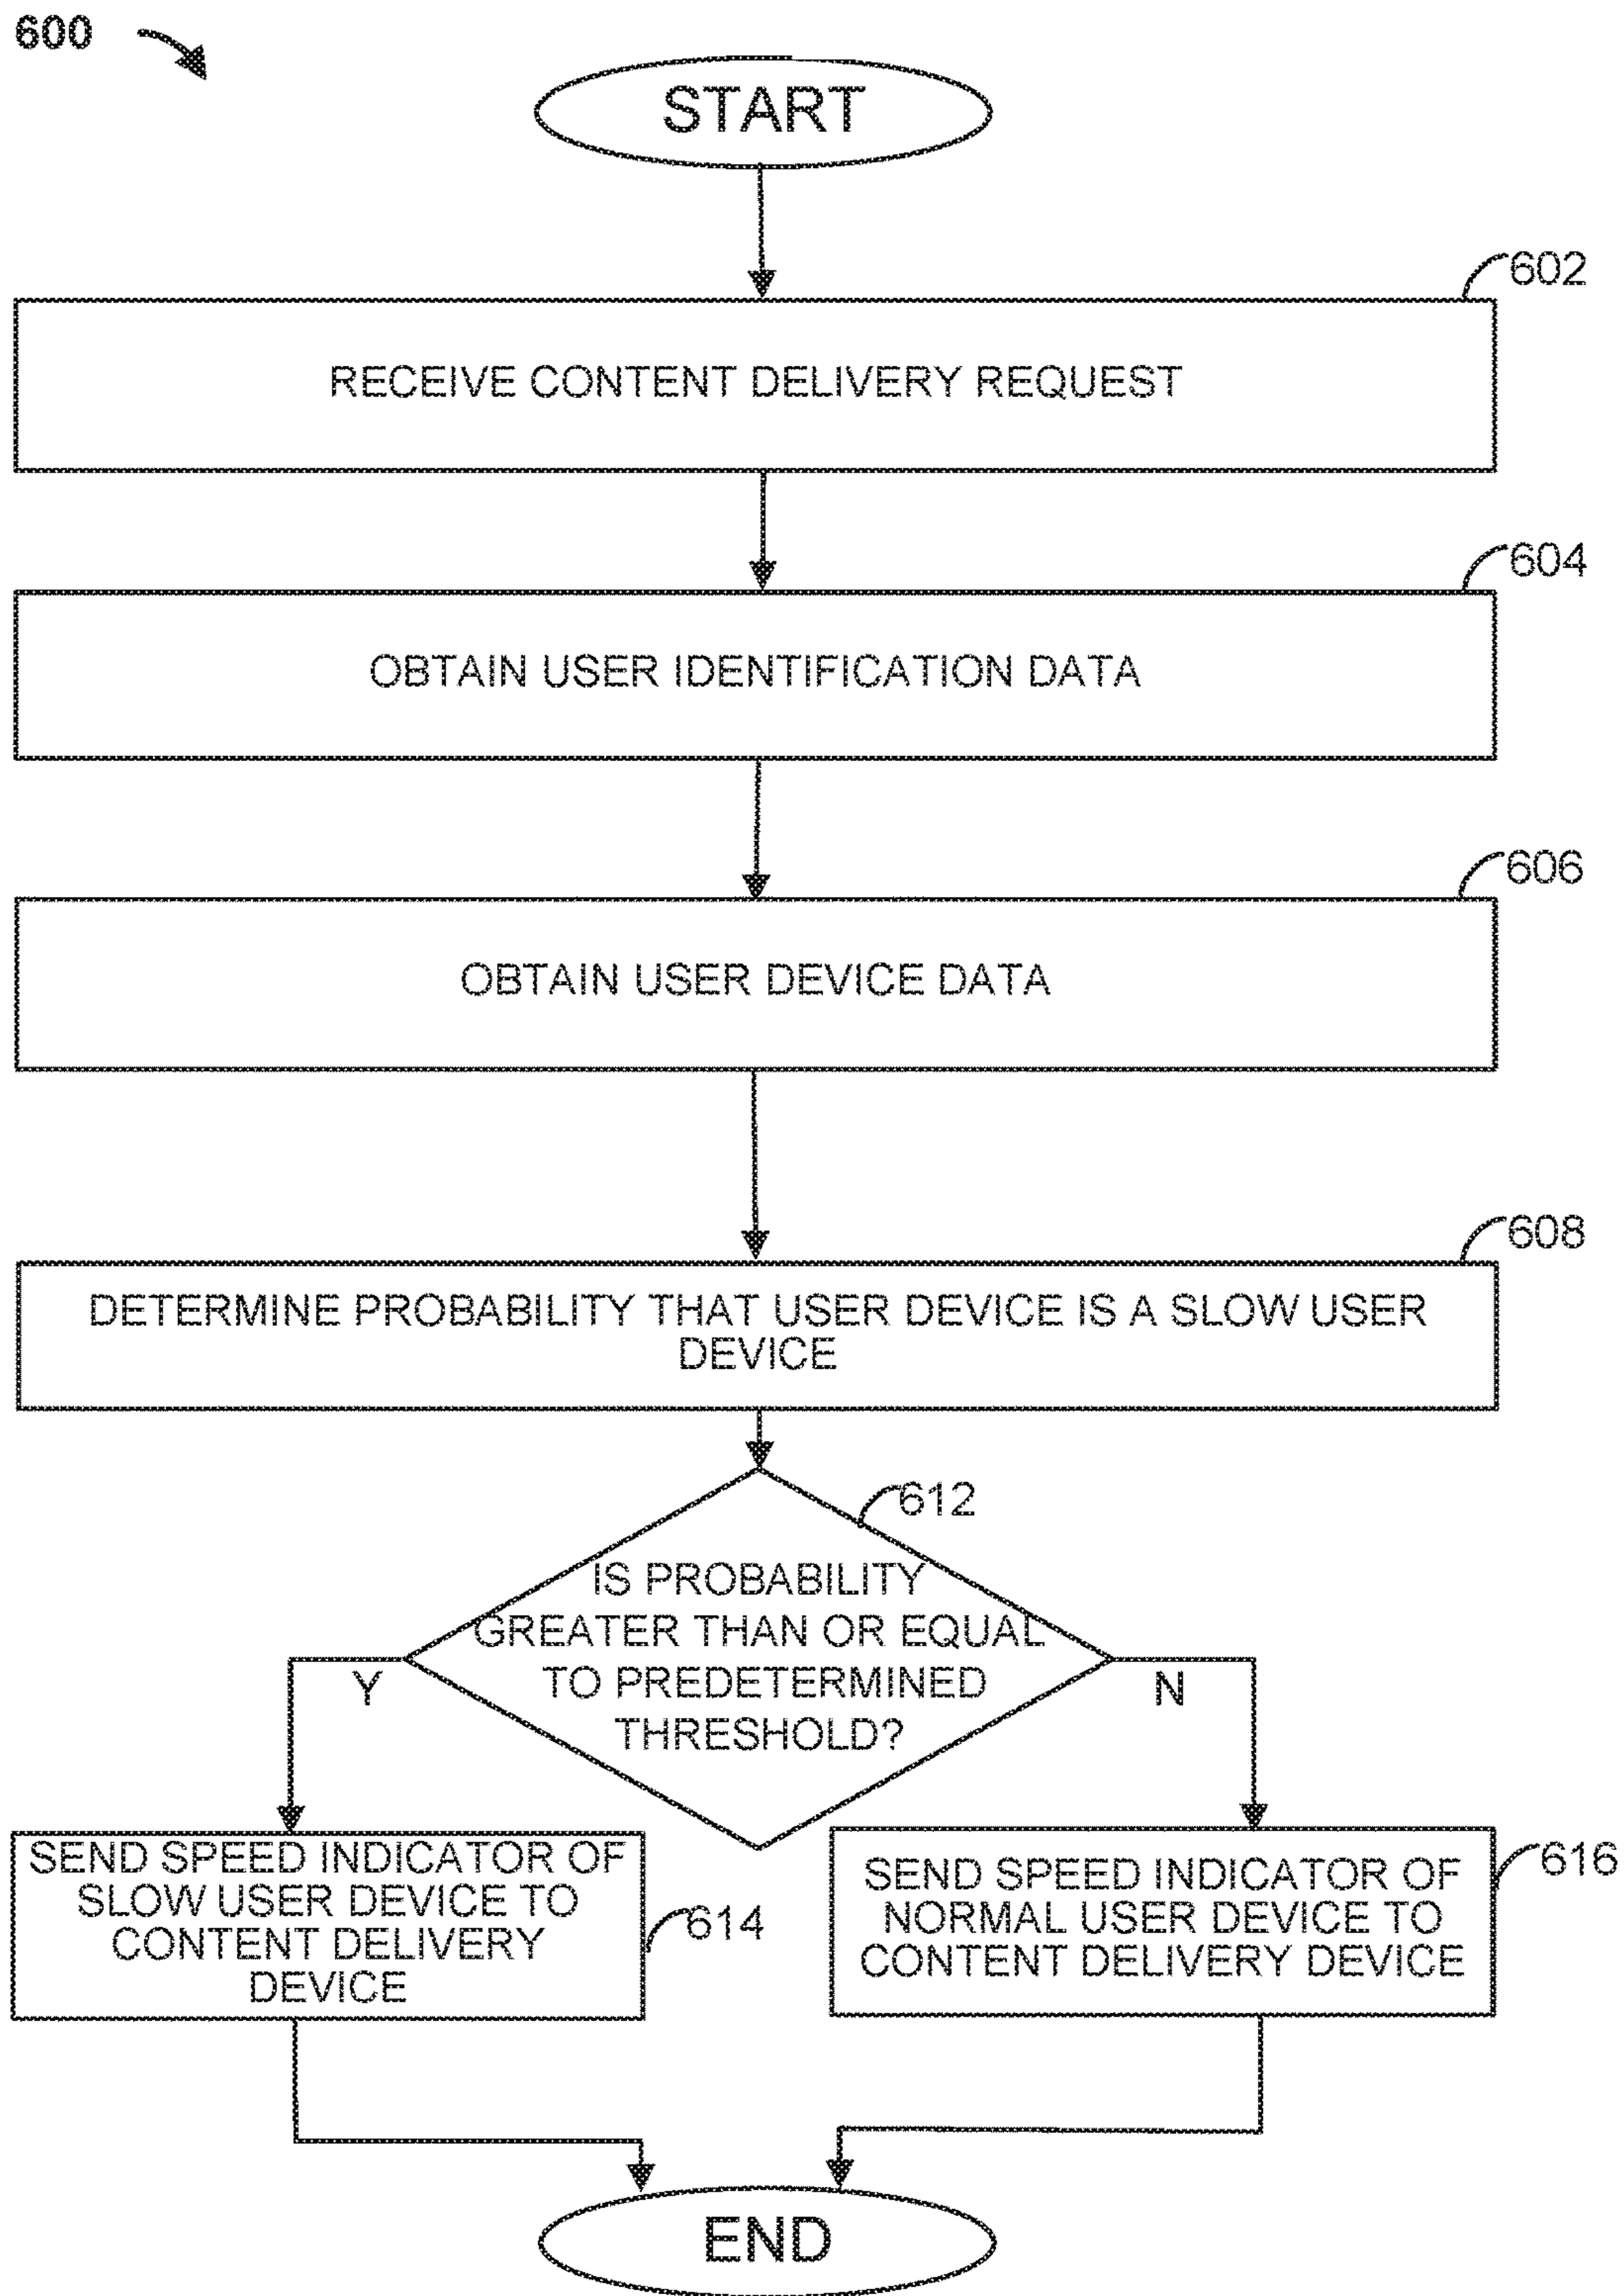 600
START
602
RECEIVE CONTENT DELIVERY REQUEST
604
OBTAIN USER IDENTIFICATION DATA
606
OBTAIN USER DEVICE DATA
608
DETERMINE PROBABILITY THAT USER DEVICE IS A SLOW USER
DEVICE
612
IS PROBABILITY
GREATER THAN OR EQUAL
TO PREDETERMINED
THRESHOLD?
Y
N
SEND SPEED INDICATOR OF
SLOW USER DEVICE TO
CONTENT DELIVERY
DEVICE
614
SEND SPEED INDICATOR OF
NORMAL USER DEVICE TO
CONTENT DELIVERY DEVICE
616
END